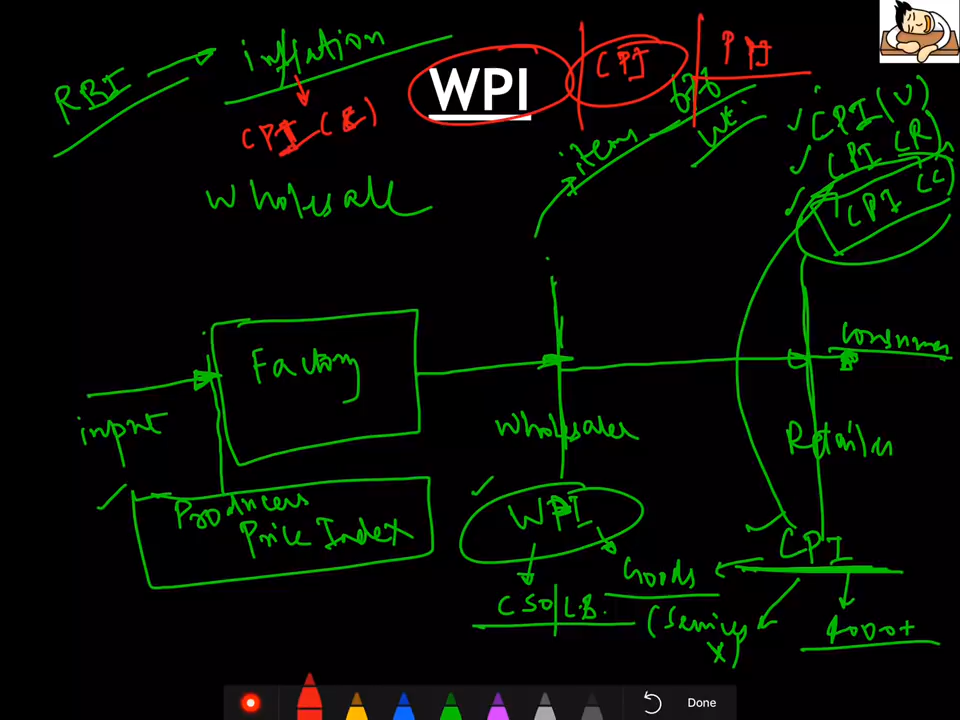 RBI
inflation
CPI (C)
WPI
CPI
PPI
items
Wt.
CPI (U)
CPI (R)
CPI (C)
Wholesale
input
Factory
Wholesaler
Consumer
Retailer
Producers
Price Index
WPI
CSO LB.
Goods
(Services
X)
CPI
Done